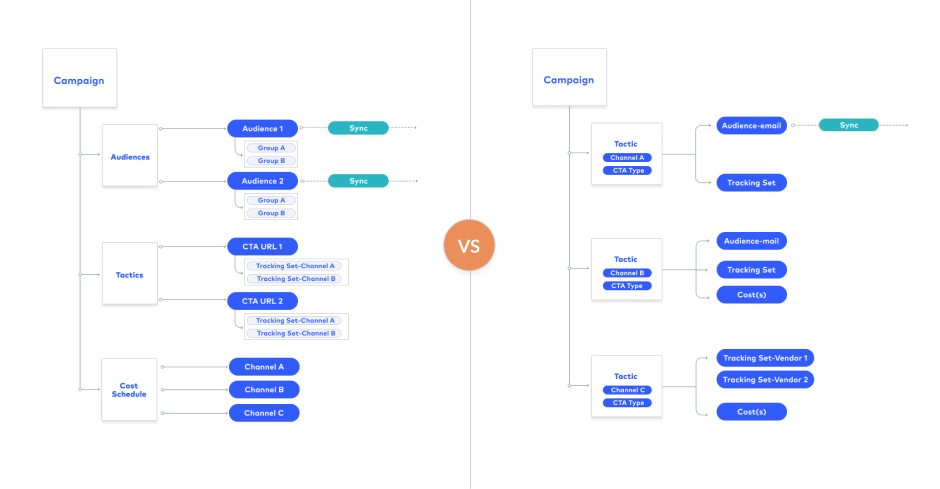 Campaign
Audiences
Audience 1
Sync
Group A
Group B
Audience 2
Sync
Group A
Group B
Tactics
CTA URL 1
Tracking Set-Channel A
Tracking Set-Channel B
CTA URL 2
Tracking Set-Channel A
Tracking Set-Channel B
Cost
Schedule
Channel A
Channel B
Channel C
VS
Campaign
Tactic
Channel A
CTA Type
Audience-email
Sync
Tracking Set
Tactic
Channel B
CTA Type
Audience-mail
Tracking Set
Cost(s)
Tactic
Channel C
CTA Type
Tracking Set-Vendor 1
Tracking Set-Vendor 2
Cost(s)